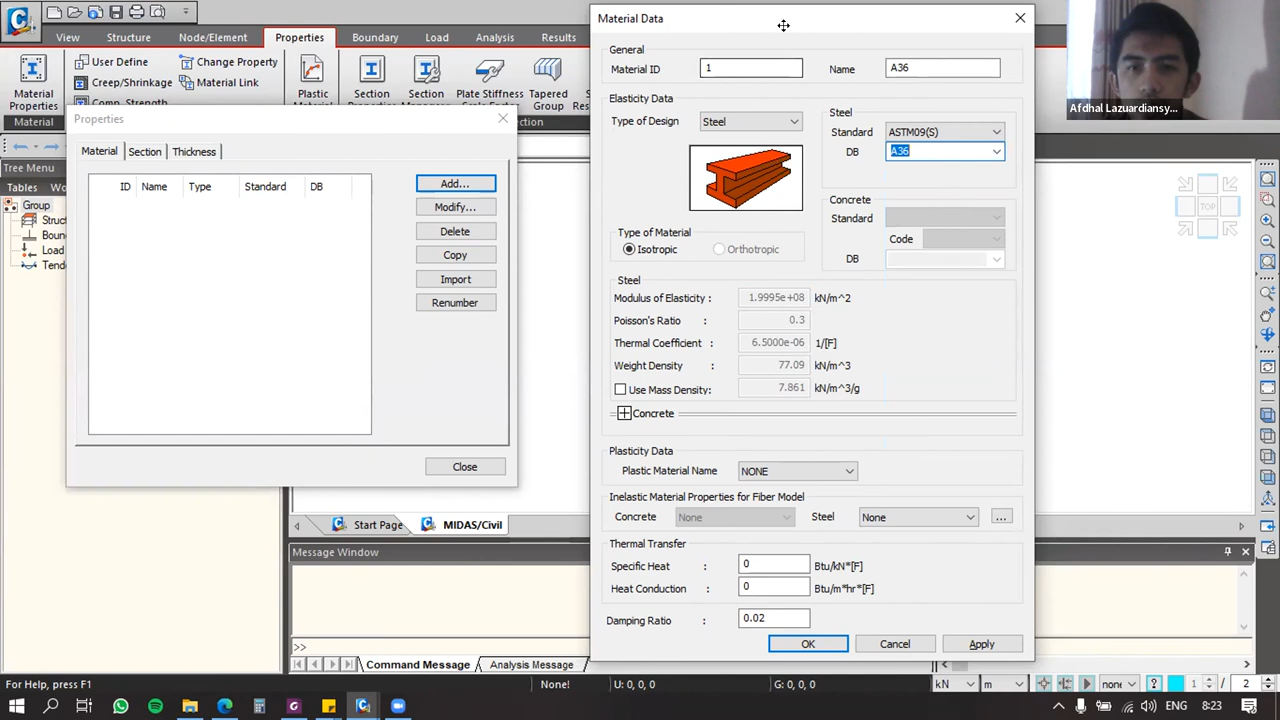 View
Structure
Node/Element
Properties
Boundary
Load
Analysis
Results
Material
Properties
User Define
Creep/Shrinkage
Change Property
Material Link
Plastic
Section
Section
Plate Stiffness
Tapered
Group
Material
Properties
Material
Section
Thickness
ID Name Type Standard DB
Add...
Modify...
Delete
Copy
Import
Renumber
Close
Tree Menu
Tables
Group
Material Data
General
Material ID 1 Name A36
Elasticity Data
Type of Design Steel
Steel
Standard ASTM09(S)
DB A36
Concrete
Standard
Code
DB
Type of Material
Isotropic Orthotropic
Steel
Modulus of Elasticity : 1.9995e+08 kN/m^2
Poisson's Ratio : 0.3
Thermal Coefficient : 6.5000e-06 1/[F]
Weight Density : 77.09 kN/m^3
Use Mass Density: 7.861 kN/m^3/g
Concrete
Plasticity Data
Plastic Material Name NONE
Inelastic Material Properties for Fiber Model
Concrete None Steel None ...
Thermal Transfer
Specific Heat : 0 Btu/kN*[F]
Heat Conduction : 0 Btu/m*hr*[F]
Damping Ratio : 0.02
OK Cancel Apply
Afdhal Lazuardiansy...
TOP
Start Page MIDAS/Civil
Message Window
>>
Command Message Analysis Message
For Help, press F1 None! U: 0, 0, 0 G: 0, 0, 0 kN m none 1 / 2
ENG 8:23